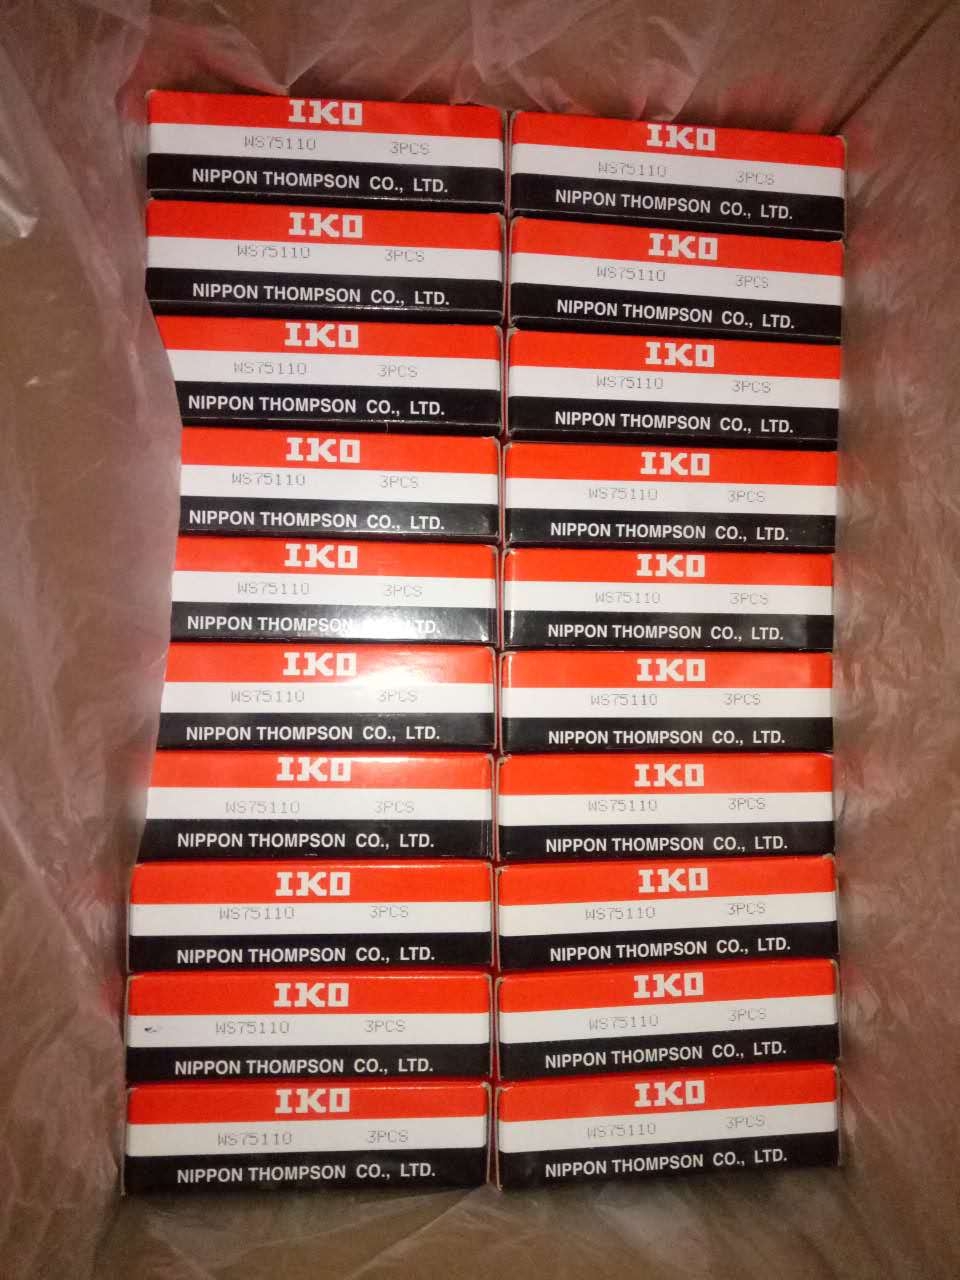 IKO
WS75110 3PCS
NIPPON THOMPSON CO., LTD.
IKO
WS75110 3PCS
NIPPON THOMPSON CO., LTD.
IKO
WS75110 3PCS
NIPPON THOMPSON CO., LTD.
IKO
WS75110 3PCS
NIPPON THOMPSON CO., LTD.
IKO
WS75110 3PCS
NIPPON THOMPSON CO., LTD.
IKO
WS75110 3PCS
NIPPON THOMPSON CO., LTD.
IKO
WS75110 3PCS
NIPPON THOMPSON CO., LTD.
IKO
WS75110 3PCS
NIPPON THOMPSON CO., LTD.
IKO
WS75110 3PCS
NIPPON THOMPSON CO., LTD.
IKO
WS75110 3PCS
NIPPON THOMPSON CO., LTD.
IKO
WS75110 3PCS
NIPPON THOMPSON CO., LTD.
IKO
WS75110 3PCS
NIPPON THOMPSON CO., LTD.
IKO
WS75110 3PCS
NIPPON THOMPSON CO., LTD.
IKO
WS75110 3PCS
NIPPON THOMPSON CO., LTD.
IKO
WS75110 3PCS
NIPPON THOMPSON CO., LTD.
IKO
WS75110 3PCS
NIPPON THOMPSON CO., LTD.
IKO
WS75110 3PCS
NIPPON THOMPSON CO., LTD.
IKO
WS75110 3PCS
NIPPON THOMPSON CO., LTD.
IKO
WS75110 3PCS
NIPPON THOMPSON CO., LTD.
IKO
WS75110 3PCS
NIPPON THOMPSON CO., LTD.